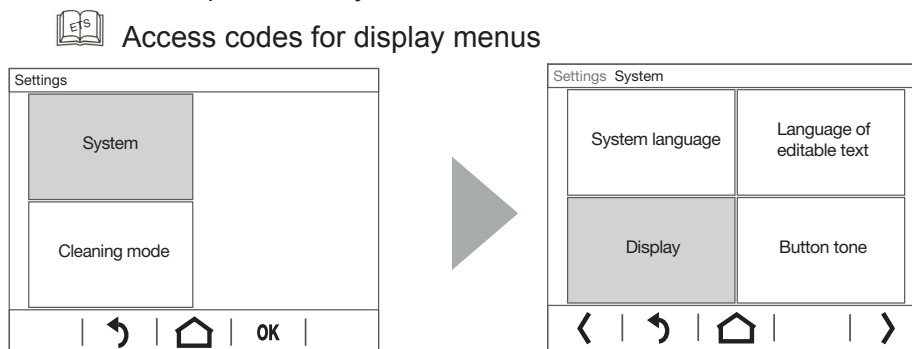 ETS
Access codes for display menus
Settings
System
Cleaning mode
OK
Settings System
System language
Language of
editable text
Display
Button tone